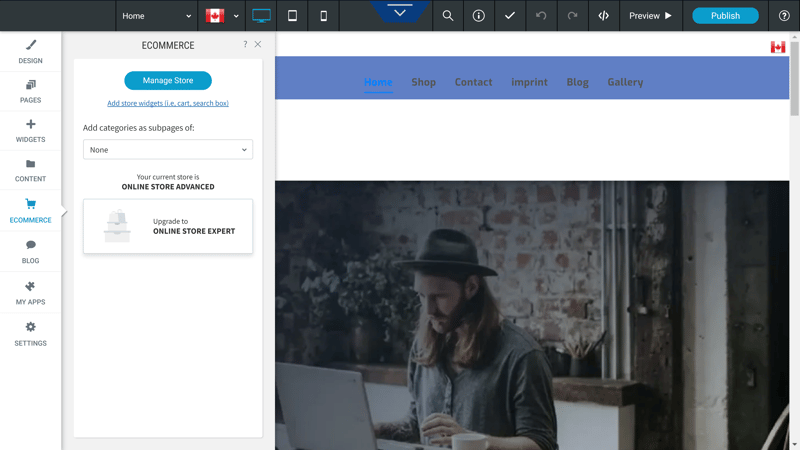 Home
Preview
Publish
DESIGN
PAGES
WIDGETS
CONTENT
ECOMMERCE
BLOG
MY APPS
SETTINGS
ECOMMERCE
?
Manage Store
Add store widgets (i.e, cart, search box)
Add categories as subpages of:
None
Your current store is
ONLINE STORE ADVANCED
Upgrade to
ONLINE STORE EXPERT
Home Shop Contact imprint Blog Gallery